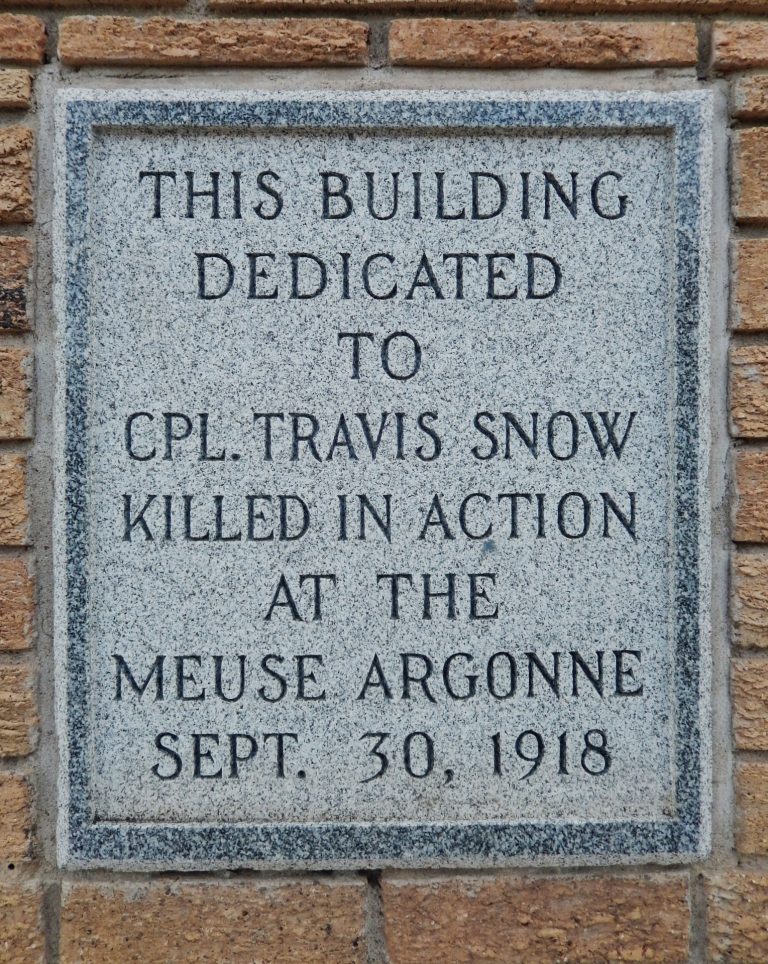 THIS BUILDING
DEDICATED
TO
CPL. TRAVIS SNOW
KILLED IN ACTION
AT THE
MEUSE ARGONNE
SEPT. 30, 1918